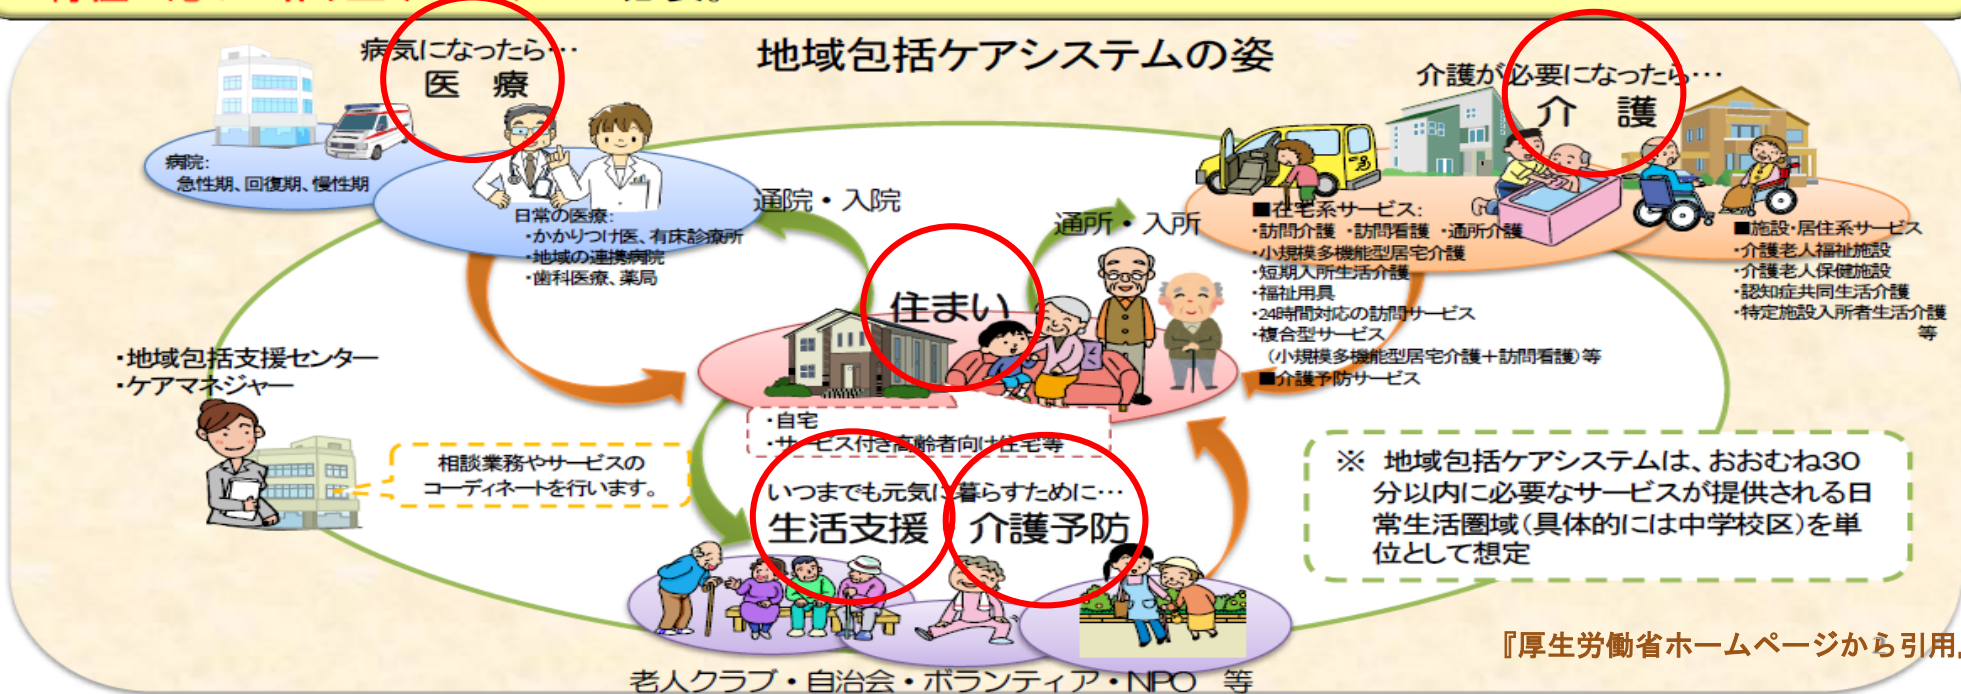 地域包括ケアシステムの姿
病気になったら…
医　療
病院:
急性期、回復期、慢性期
日常の医療:
・かかりつけ医、有床診療所
・地域の連携病院
・歯科医療、薬局
通院・入院
通所・入所
介護が必要になったら…
介　護
■在宅系サービス:
・訪問介護　・訪問看護　・通所介護
・小規模多機能型居宅介護
・短期入所生活介護
・福祉用具
・24時間対応の訪問サービス
・複合型サービス
（小規模多機能型居宅介護＋訪問看護）等
■介護予防サービス
■施設・居住系サービス
・介護老人福祉施設
・介護老人保健施設
・認知症共同生活介護
・特定施設入所者生活介護
等
住まい
・自宅
・サービス付き高齢者向け住宅等
・地域包括支援センター
・ケアマネジャー
相談業務やサービスの
コーディネートを行います。
いつまでも元気に暮らすために…
生活支援　介護予防
※　地域包括ケアシステムは、おおむね30
分以内に必要なサービスが提供される日
常生活圏域（具体的には中学校区）を単
位として想定
老人クラブ・自治会・ボランティア・NPO　等
『厚生労働省ホームページから引用』